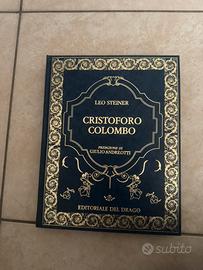 LEO STEINER
CRISTOFORO
COLOMBO
PREFAZIONE DI
GIULIO ANDREOTTI
EDITORIALE DEL DRAGO
subito